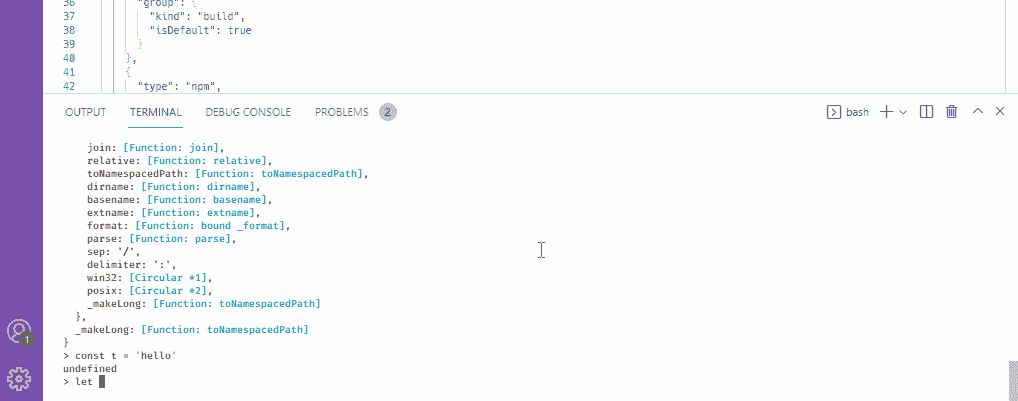 36 "group": {
37 "kind": "build",
38 "isDefault": true
39 }
40 },
41 {
42 "type": "npm",
OUTPUT TERMINAL DEBUG CONSOLE PROBLEMS 2 bash
join: [Function: join],
relative: [Function: relative],
toNamespacedPath: [Function: toNamespacedPath],
dirname: [Function: dirname],
basename: [Function: basename],
extname: [Function: extname],
format: [Function: bound _format],
parse: [Function: parse],
sep: '/',
delimiter: ':',
win32: [Circular *1],
posix: [Circular *2],
_makeLong: [Function: toNamespacedPath]
},
_makeLong: [Function: toNamespacedPath]
}
> const t = 'hello'
undefined
> let
1